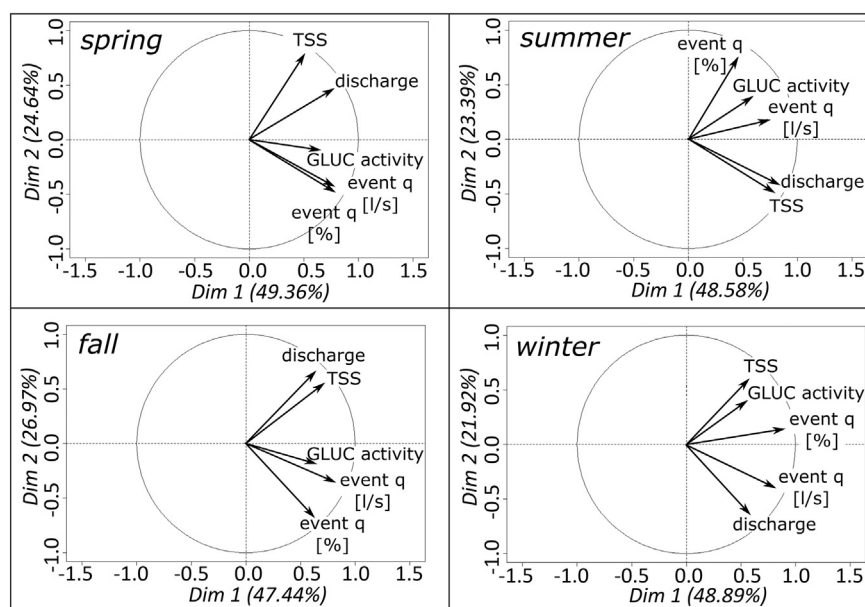 spring
TSS
discharge
GLUC activity
event q
[l/s]
event q
[%]
Dim 2 (24.64%)
1.0
0.5
0.0
-0.5
-1.0
-1.5 -1.0 -0.5 0.0 0.5 1.0 1.5
Dim 1 (49.36%)
summer
event q
[%]
GLUC activity
event q
[l/s]
discharge
TSS
Dim 2 (23.39%)
1.0
0.5
0.0
-0.5
-1.0
-1.5 -1.0 -0.5 0.0 0.5 1.0 1.5
Dim 1 (48.58%)
fall
discharge
TSS
GLUC activity
event q
[l/s]
event q
[%]
Dim 2 (26.97%)
1.0
0.5
0.0
-0.5
-1.0
-1.5 -1.0 -0.5 0.0 0.5 1.0 1.5
Dim 1 (47.44%)
winter
TSS
GLUC activity
event q
[%]
event q
[l/s]
discharge
Dim 2 (21.92%)
1.0
0.5
0.0
-0.5
-1.0
-1.5 -1.0 -0.5 0.0 0.5 1.0 1.5
Dim 1 (48.89%)